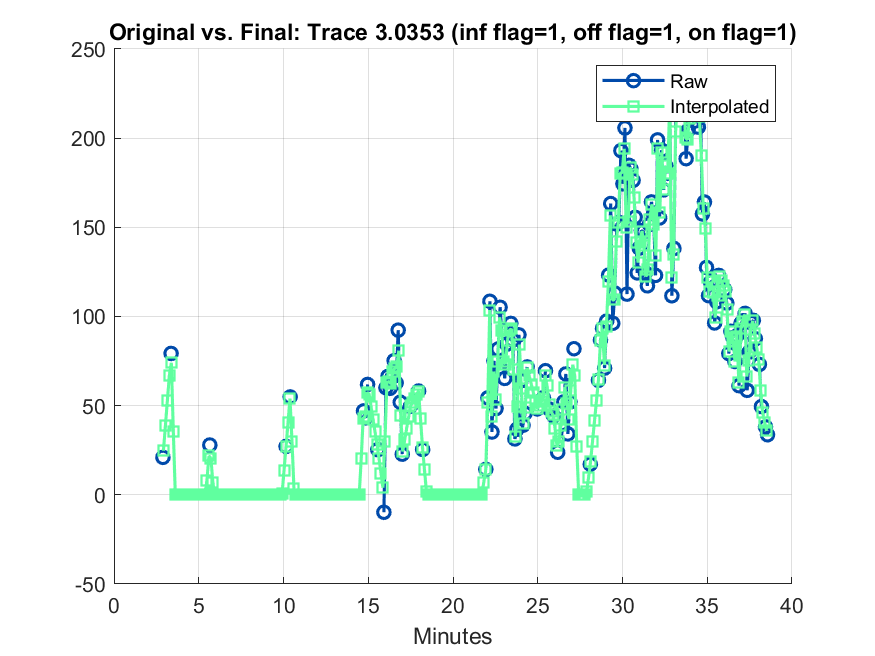 Original vs. Final: Trace 3.0353 (inf flag=1, off flag=1, on flag=1)
250
200
150
100
50
0
-50
Raw
Interpolated
0 5 10 15 20 25 30 35 40
Minutes